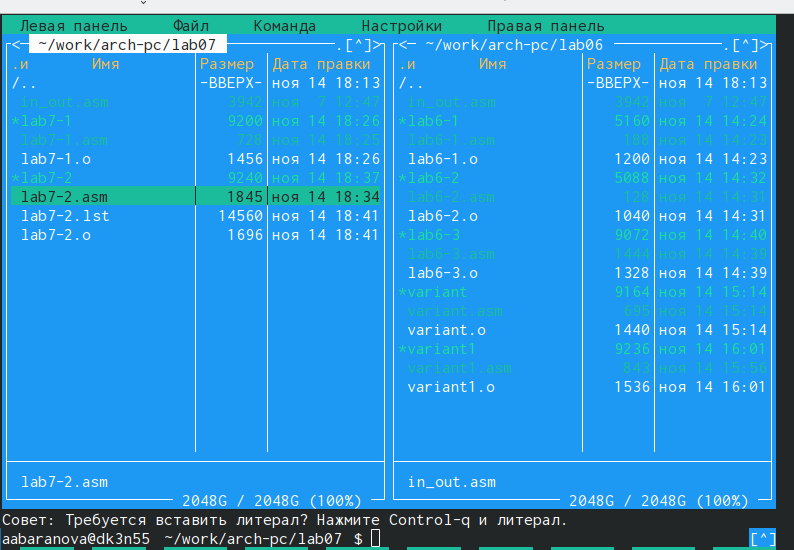 Левая панель Файл Команда Настройки Правая панель
<─ ~/work/arch-pc/lab07 .[^]> <─ ~/work/arch-pc/lab06 .[^]>
.и Имя Размер Дата правки .и Имя Размер Дата правки
/.. -ВВЕРХ- ноя 14 18:13 /.. -ВВЕРХ- ноя 14 18:13
in_out.asm 3942 ноя 7 12:47 in_out.asm 3942 ноя 7 12:47
*lab7-1 9200 ноя 14 18:26 *lab6-1 5160 ноя 14 14:24
lab7-1.asm 728 ноя 14 18:25 lab6-1.asm 188 ноя 14 14:23
lab7-1.o 1456 ноя 14 18:26 lab6-1.o 1200 ноя 14 14:23
*lab7-2 9240 ноя 14 18:37 *lab6-2 5088 ноя 14 14:32
lab7-2.asm 1845 ноя 14 18:34 lab6-2.asm 128 ноя 14 14:31
lab7-2.lst 14560 ноя 14 18:41 lab6-2.o 1040 ноя 14 14:31
lab7-2.o 1696 ноя 14 18:41 *lab6-3 9072 ноя 14 14:40
lab6-3.asm 1444 ноя 14 14:39
lab6-3.o 1328 ноя 14 14:39
*variant 9164 ноя 14 15:14
variant.asm 695 ноя 14 15:14
variant.o 1440 ноя 14 15:14
*variant1 9236 ноя 14 16:01
variant1.asm 843 ноя 14 15:56
variant1.o 1536 ноя 14 16:01
lab7-2.asm in_out.asm
2048G / 2048G (100%) 2048G / 2048G (100%)
Совет: Требуется вставить литерал? Нажмите Control-q и литерал.
aabaranova@dk3n55 ~/work/arch-pc/lab07 $ [^]